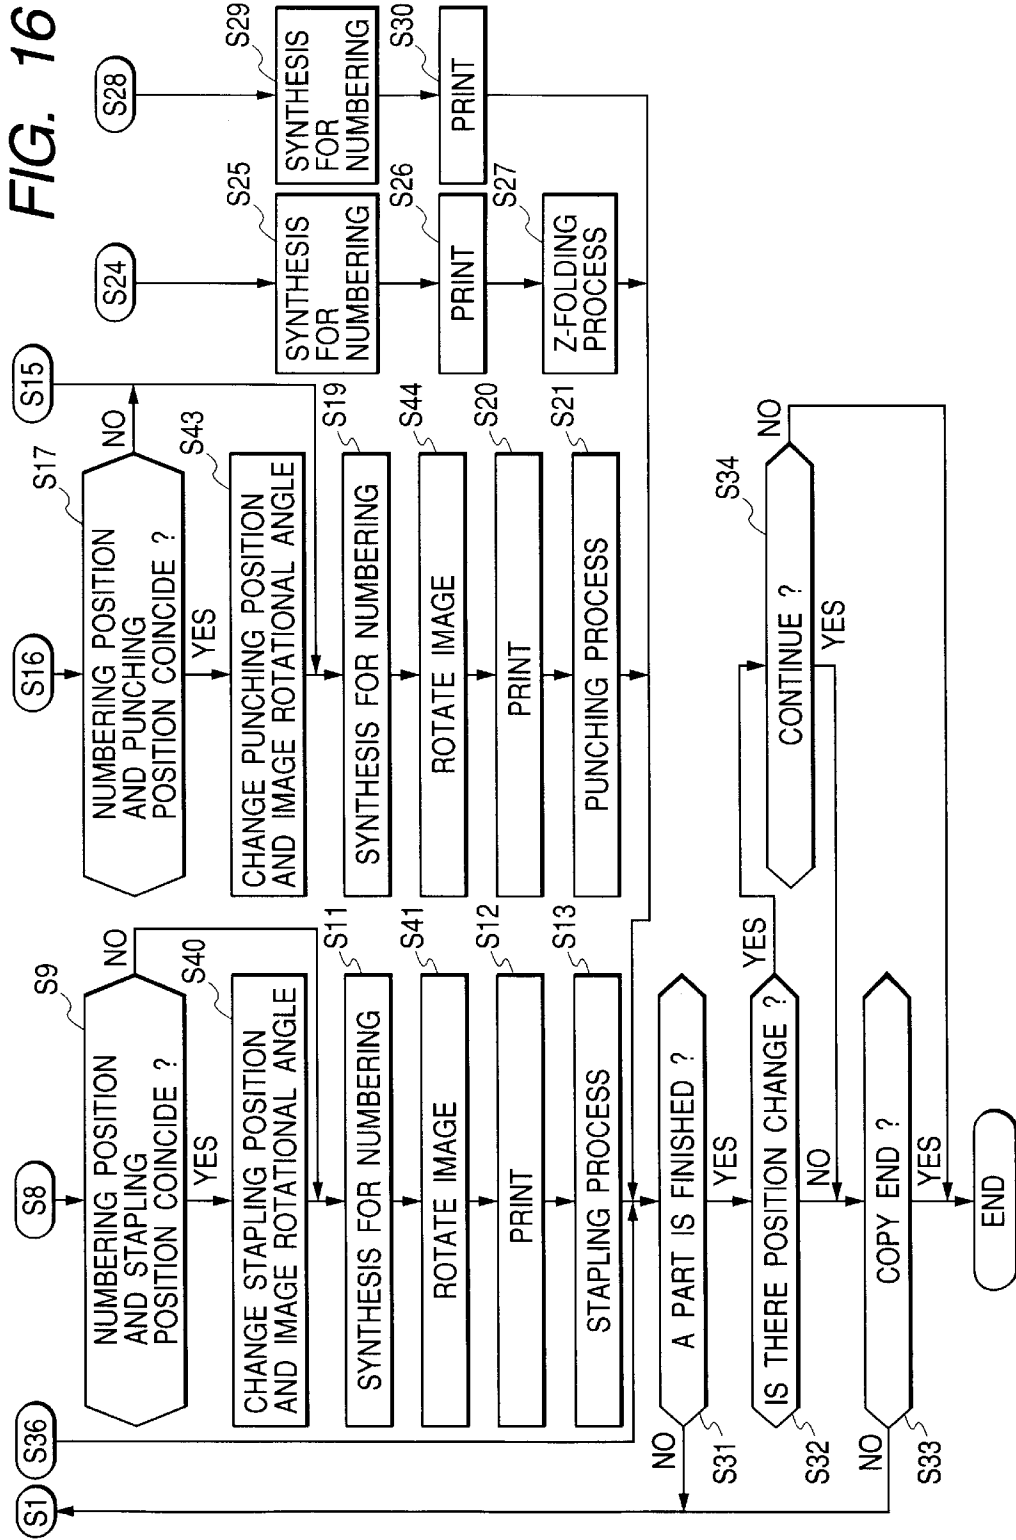 FIG. 16
S1
S36
S8
S9
NUMBERING POSITION
AND STAPLING
POSITION COINCIDE ?
NO
YES
S40
CHANGE STAPLING POSITION
AND IMAGE ROTATIONAL ANGLE
S11
SYNTHESIS FOR NUMBERING
S41
ROTATE IMAGE
S12
PRINT
S13
STAPLING PROCESS
S16
S15
S17
NUMBERING POSITION
AND PUNCHING
POSITION COINCIDE ?
NO
YES
S43
CHANGE PUNCHING POSITION
AND IMAGE ROTATIONAL ANGLE
S19
SYNTHESIS FOR NUMBERING
S44
ROTATE IMAGE
S20
PRINT
S21
PUNCHING PROCESS
S24
S25
SYNTHESIS
FOR
NUMBERING
S26
PRINT
S27
Z-FOLDING
PROCESS
S28
S29
SYNTHESIS
FOR
NUMBERING
S30
PRINT
A PART IS FINISHED ?
NO
S31
YES
IS THERE POSITION CHANGE ?
YES
S32
NO
S34
CONTINUE ?
NO
YES
COPY END ?
NO
S33
YES
END